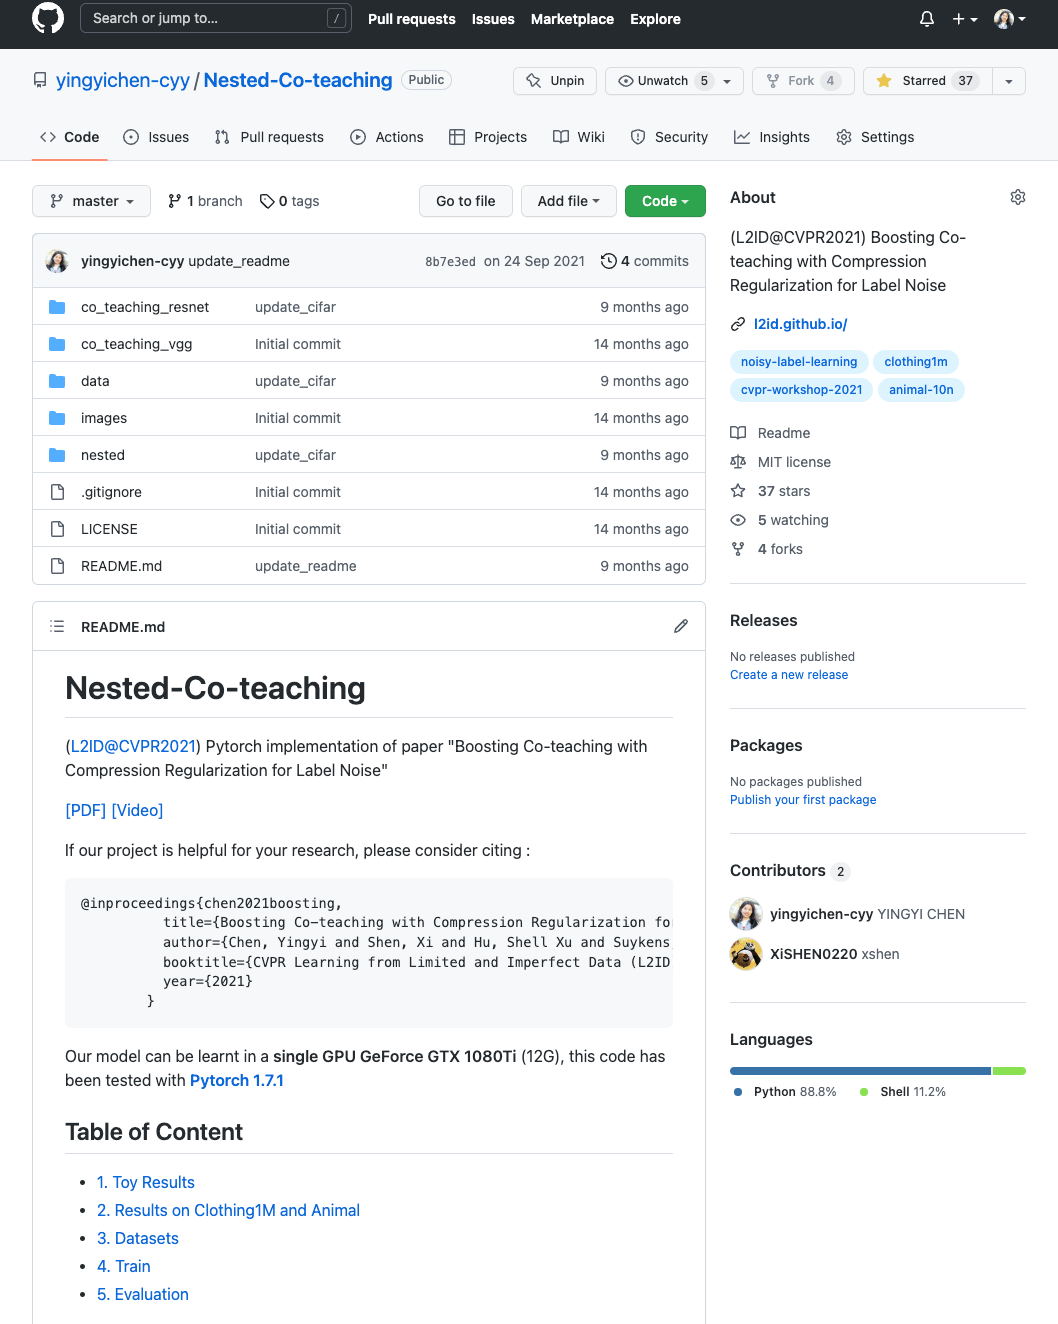 Search or jump to... / Pull requests Issues Marketplace Explore
yingyichen-cyy / Nested-Co-teaching Public Unpin Unwatch 5 Fork 4 Starred 37
Code Issues Pull requests Actions Projects Wiki Security Insights Settings
master 1 branch 0 tags Go to file Add file Code
yingyichen-cyy update_readme 8b7e3ed on 24 Sep 2021 4 commits
co_teaching_resnet update_cifar 9 months ago
co_teaching_vgg Initial commit 14 months ago
data update_cifar 9 months ago
images Initial commit 14 months ago
nested update_cifar 9 months ago
.gitignore Initial commit 14 months ago
LICENSE Initial commit 14 months ago
README.md update_readme 9 months ago
README.md
Nested-Co-teaching
(L2ID@CVPR2021) Pytorch implementation of paper "Boosting Co-teaching with
Compression Regularization for Label Noise"
[PDF] [Video]
If our project is helpful for your research, please consider citing :
@inproceedings{chen2021boosting,
title={Boosting Co-teaching with Compression Regularization fo
author={Chen, Yingyi and Shen, Xi and Hu, Shell Xu and Suykens,
booktitle={CVPR Learning from Limited and Imperfect Data (L2ID
year={2021}
}
Our model can be learnt in a single GPU GeForce GTX 1080Ti (12G), this code has
been tested with Pytorch 1.7.1
Table of Content
• 1. Toy Results
• 2. Results on Clothing1M and Animal
• 3. Datasets
• 4. Train
• 5. Evaluation
About
(L2ID@CVPR2021) Boosting Co-
teaching with Compression
Regularization for Label Noise
l2id.github.io/
noisy-label-learning clothing1m
cvpr-workshop-2021 animal-10n
Readme
MIT license
37 stars
5 watching
4 forks
Releases
No releases published
Create a new release
Packages
No packages published
Publish your first package
Contributors 2
yingyichen-cyy YINGYI CHEN
XiSHEN0220 xshen
Languages
Python 88.8% Shell 11.2%